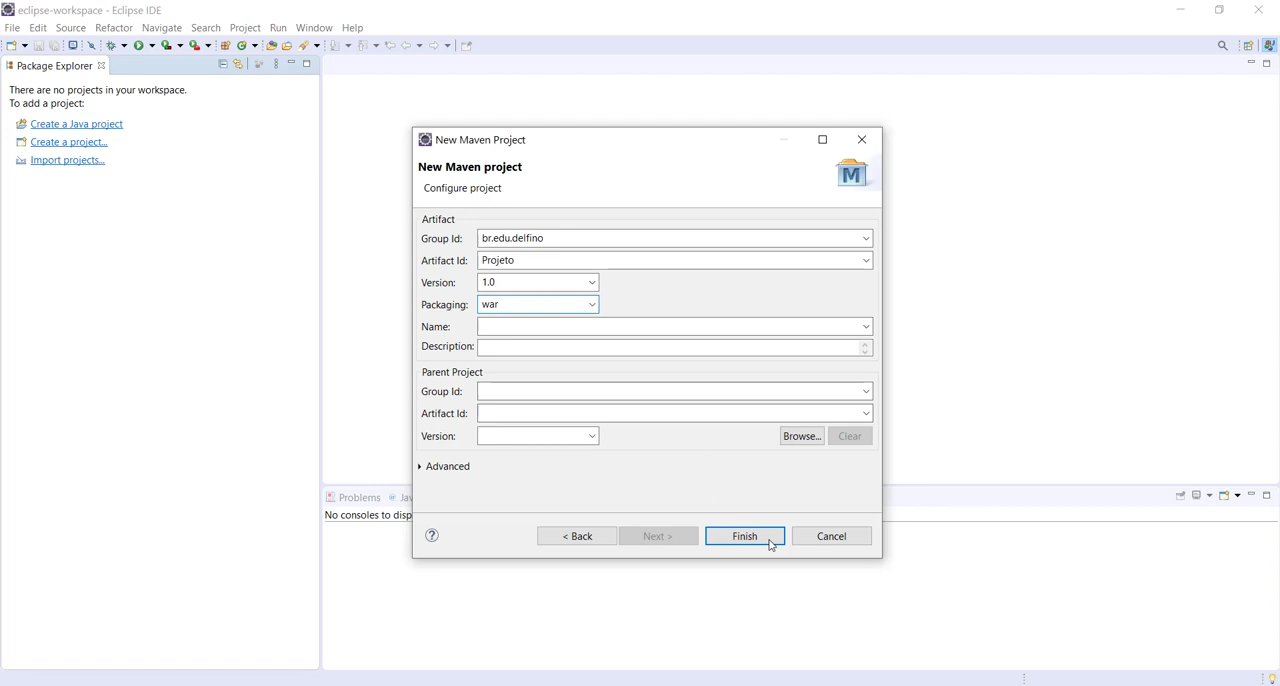 eclipse-workspace - Eclipse IDE
File Edit Source Refactor Navigate Search Project Run Window Help
Package Explorer
There are no projects in your workspace.
To add a project:
Create a Java project
Create a project...
Import projects...
New Maven Project
New Maven project
Configure project
M
Artifact
Group Id: br.edu.delfino
Artifact Id: Projeto
Version: 1.0
Packaging: war
Name:
Description:
Parent Project
Group Id:
Artifact Id:
Version: Browse... Clear
Advanced
< Back Next > Finish Cancel
Problems Jav
No consoles to disp